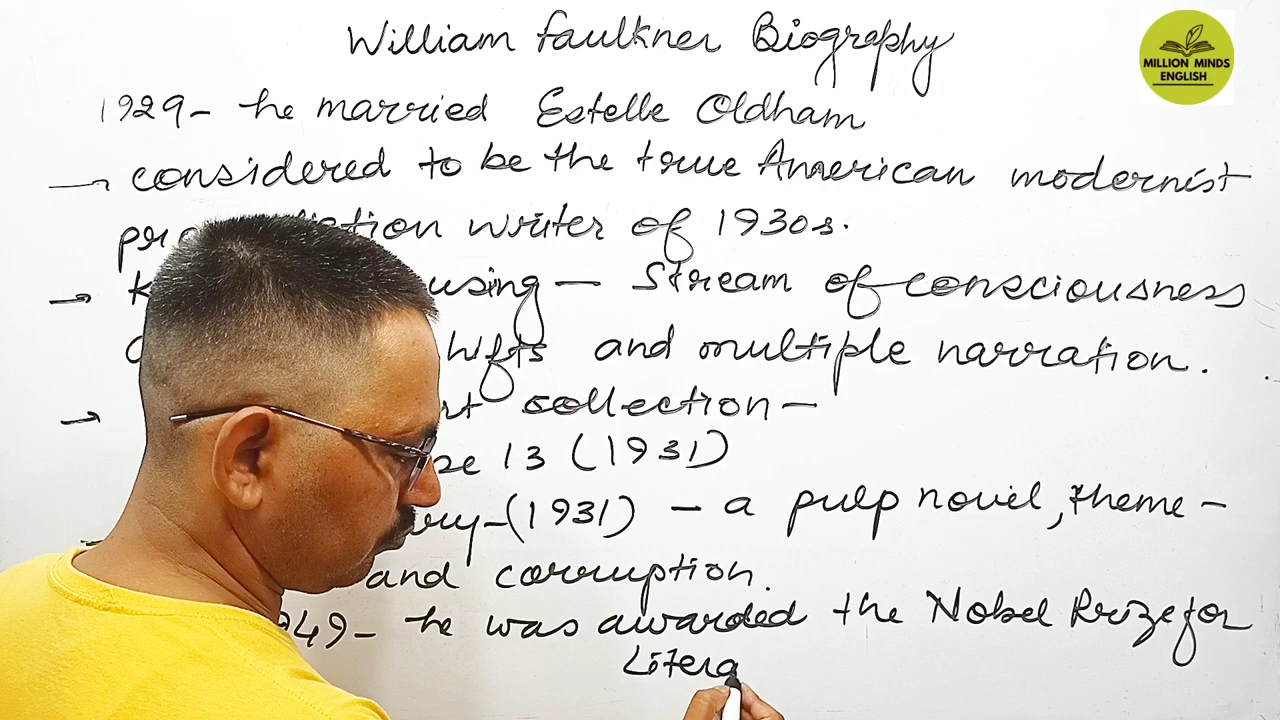 William Faulkner Biography
MILLION MINDS
ENGLISH
1929- he married Estelle Oldham
→ considered to be the true American modernist
writer of 1930s.
→ using - Stream of consciousness
and multiple narration.
→ collection -
13 (1931)
(1931) - a pulp novel, theme -
and corruption.
he was awarded the Nobel Prize for
Litera